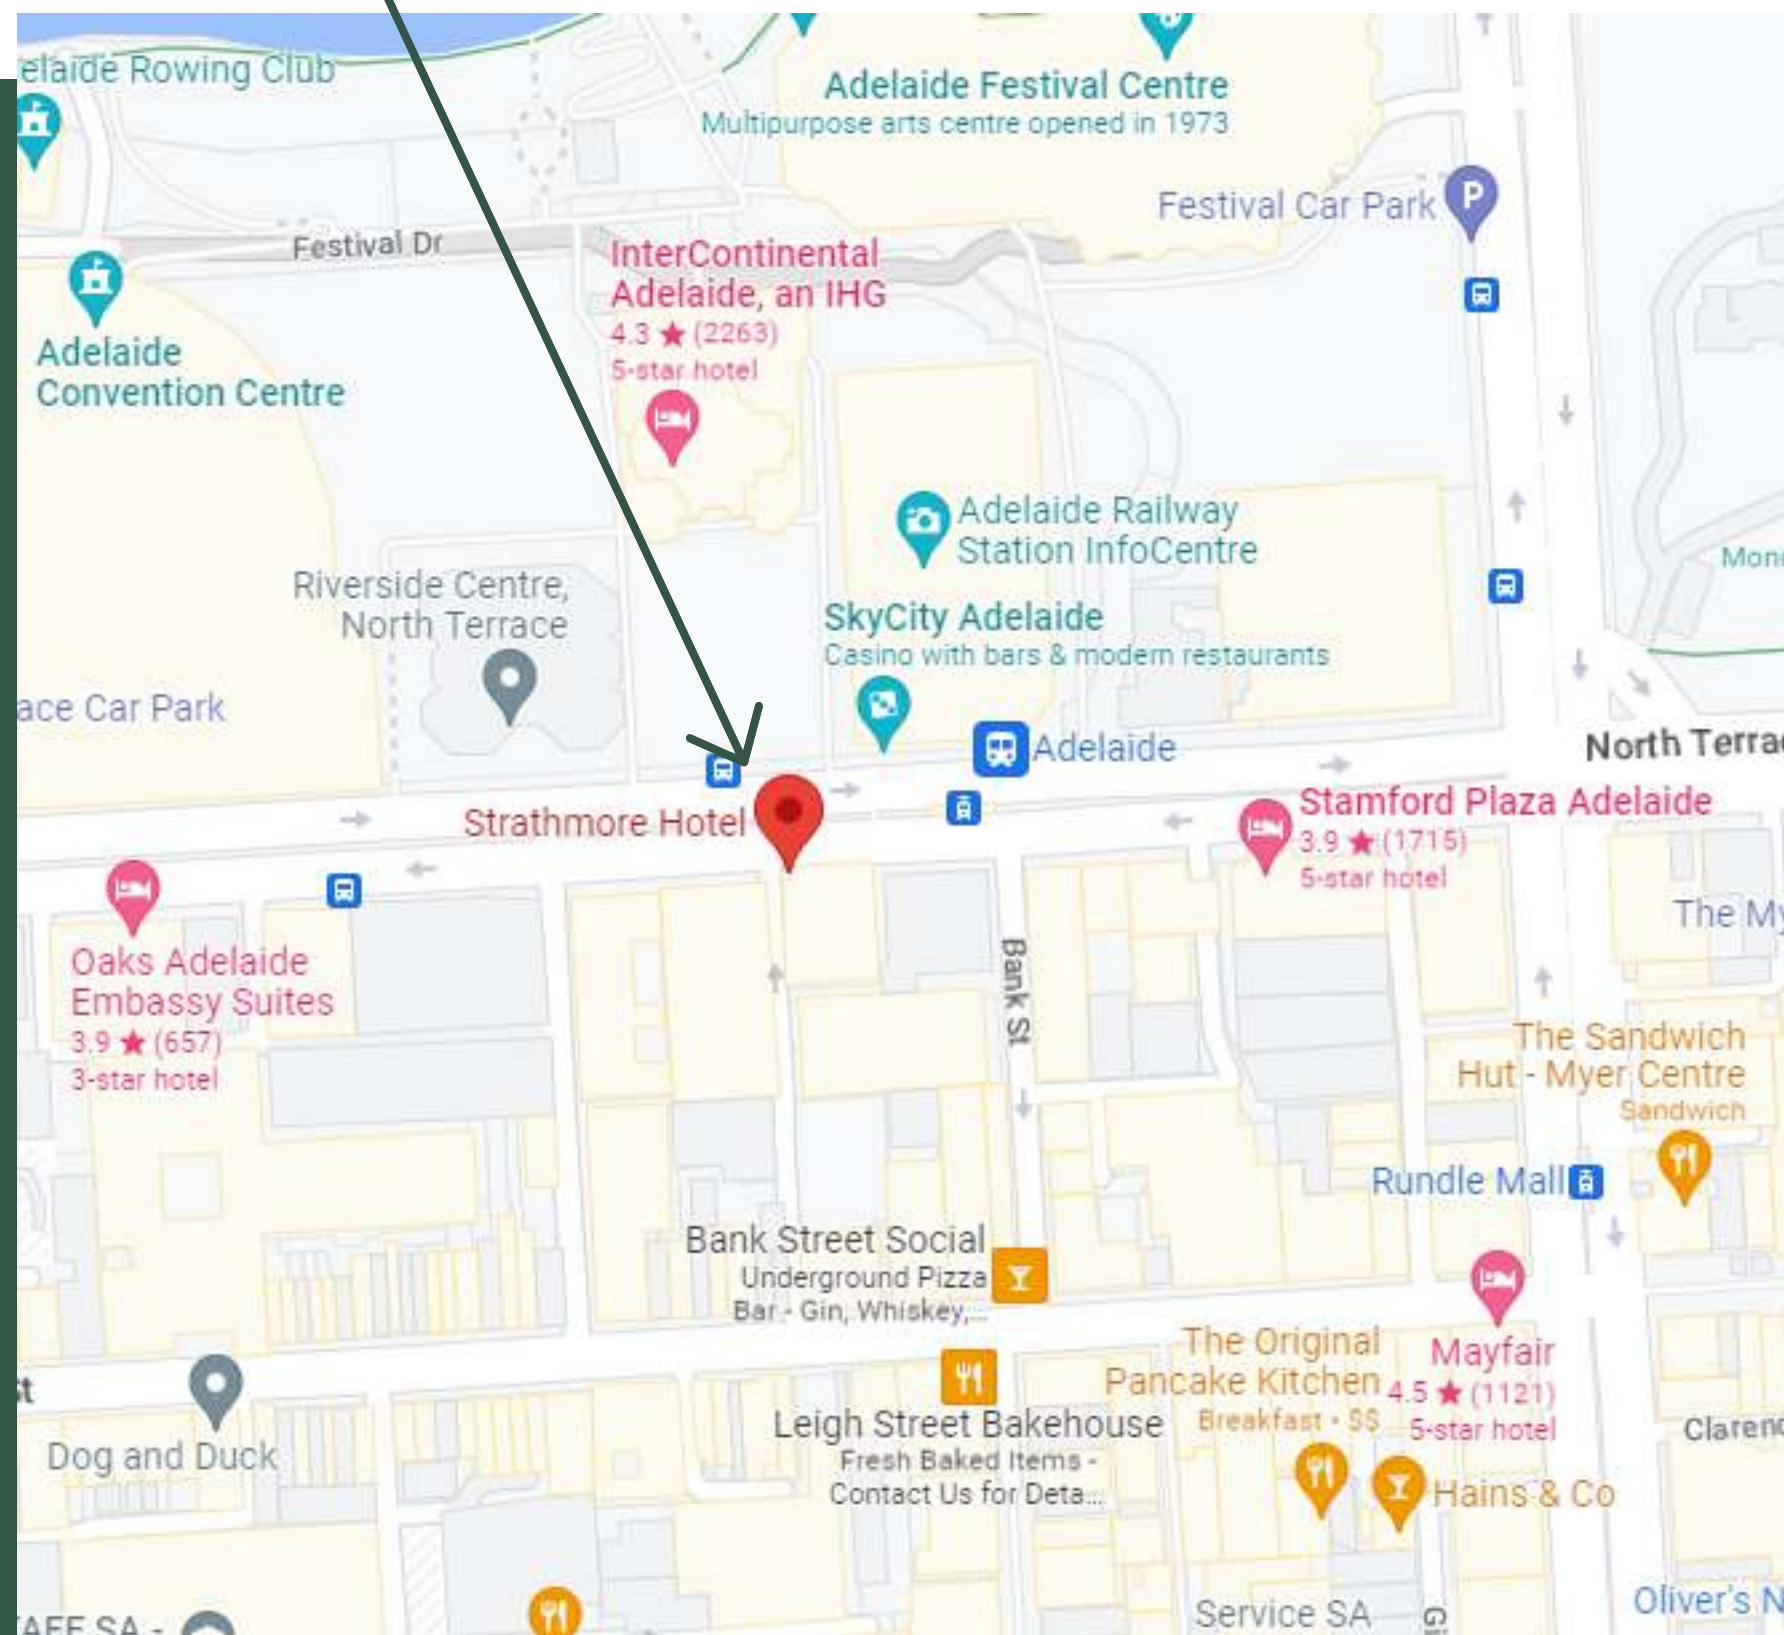 elaide Rowing Club
Adelaide Festival Centre
Multipurpose arts centre opened in 1973
Festival Car Park
P
Festival Dr
InterContinental
Adelaide, an IHG
4.3 ★ (2263)
5-star hotel
Adelaide
Convention Centre
Adelaide Railway
Station InfoCentre
Riverside Centre,
North Terrace
SkyCity Adelaide
Casino with bars & modern restaurants
ace Car Park
Adelaide
North Terra
Strathmore Hotel
Stamford Plaza Adelaide
3.9 ★ (1715)
5-star hotel
The My
Oaks Adelaide
Embassy Suites
3.9 ★ (657)
3-star hotel
Bank St
The Sandwich
Hut - Myer Centre
Sandwich
Rundle Mall
Bank Street Social
Underground Pizza
Bar - Gin, Whiskey,...
The Original
Pancake Kitchen
Breakfast • $$
Mayfair
4.5 ★ (1121)
5-star hotel
st
Dog and Duck
Leigh Street Bakehouse
Fresh Baked Items -
Contact Us for Deta...
Clarenc
Hains & Co
Oliver's N
Service SA
Gi
TAFE SA -